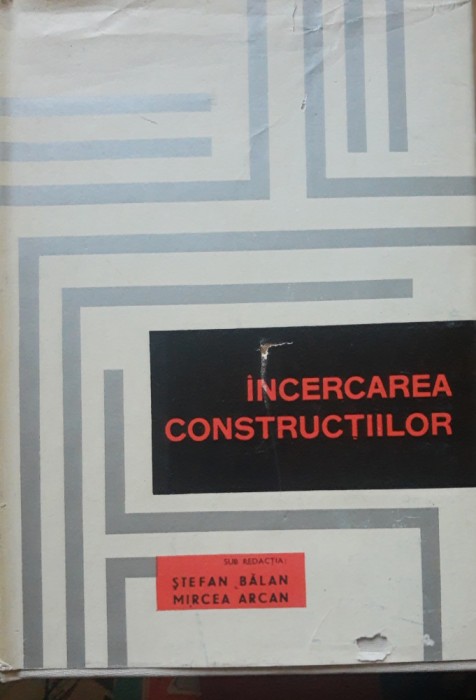 ÎNCERCAREA
CONSTRUCȚIILOR
SUB REDACȚIA:
ȘTEFAN BĂLAN
MIRCEA ARCAN